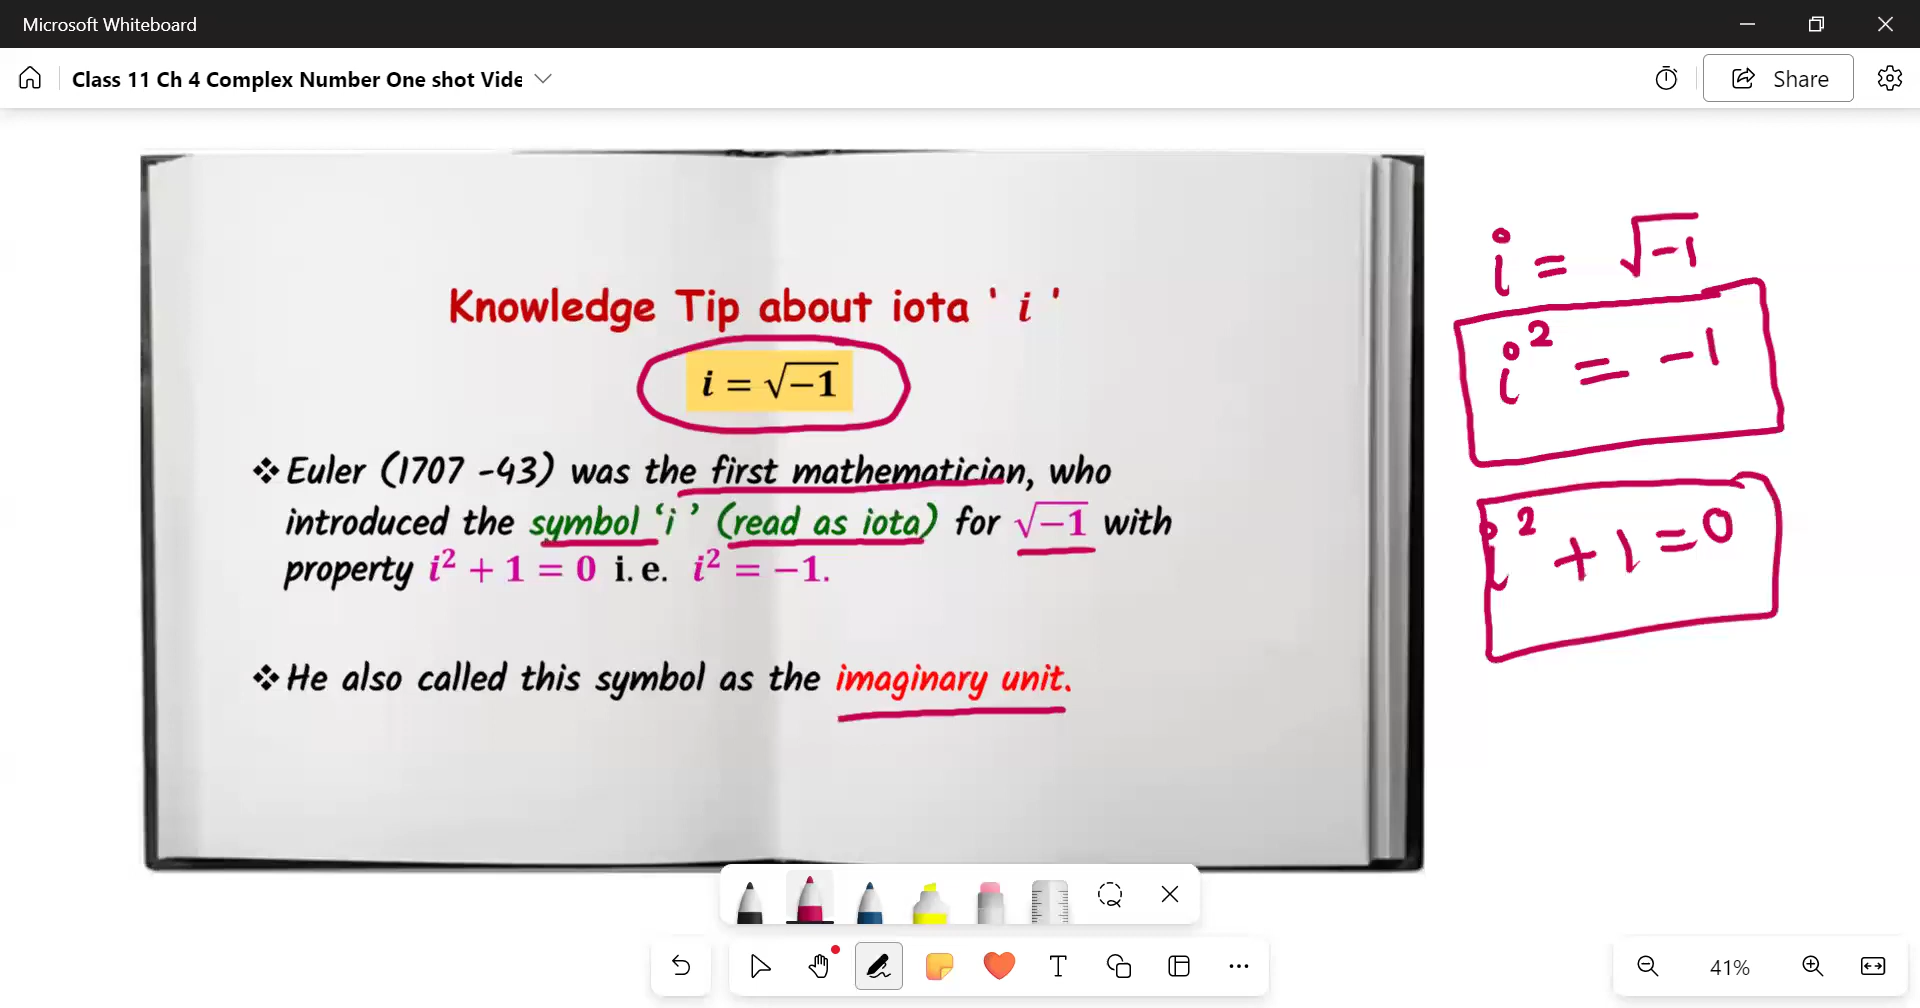 Microsoft Whiteboard
Class 11 Ch 4 Complex Number One shot Vide
Share
Knowledge Tip about iota ' i '
i = √−1
❖ Euler (1707 -43) was the first mathematician, who
introduced the symbol 'i ' (read as iota) for √−1 with
property i² + 1 = 0 i.e. i² = −1.
❖ He also called this symbol as the imaginary unit.
i = √-1
i² = -1
i² + 1 = 0
41%